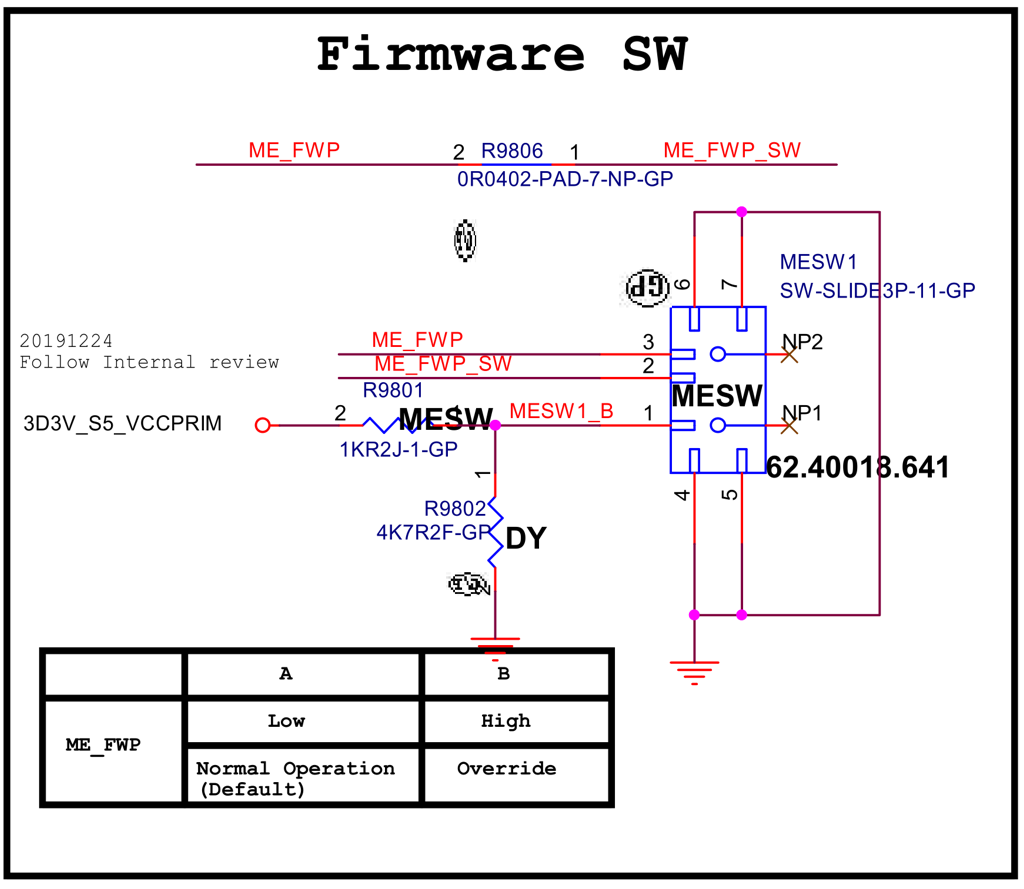 Firmware SW
ME_FWP
2
R9806
1
ME_FWP_SW
0R0402-PAD-7-NP-GP
MESW1
SW-SLIDE3P-11-GP
6
7
GP
20191224
Follow Internal review
ME_FWP
3
NP2
ME_FWP_SW
2
R9801
MESW
3D3V_S5_VCCPRIM
2
MESW
MESW1_B
1
NP1
1KR2J-1-GP
62.40018.641
1
4
5
R9802
4K7R2F-GP
DY
2
A
B
ME_FWP
Low
High
Normal Operation
(Default)
Override